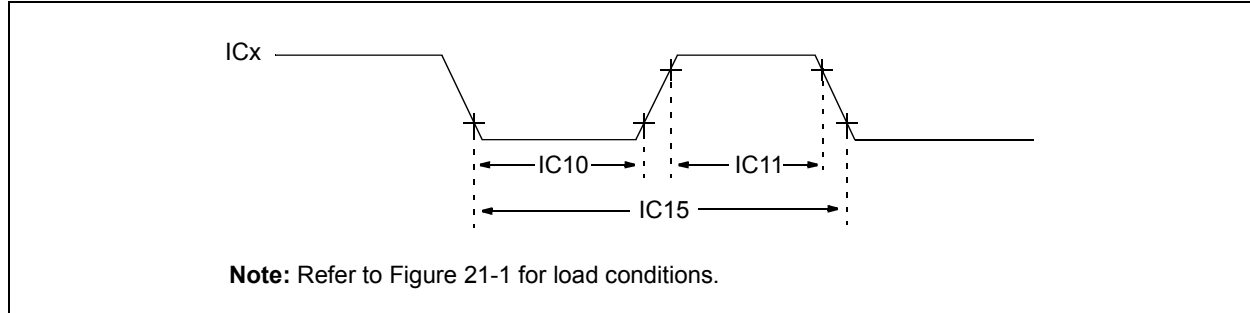 ICx
IC10
IC11
IC15
Note: Refer to Figure 21-1 for load conditions.